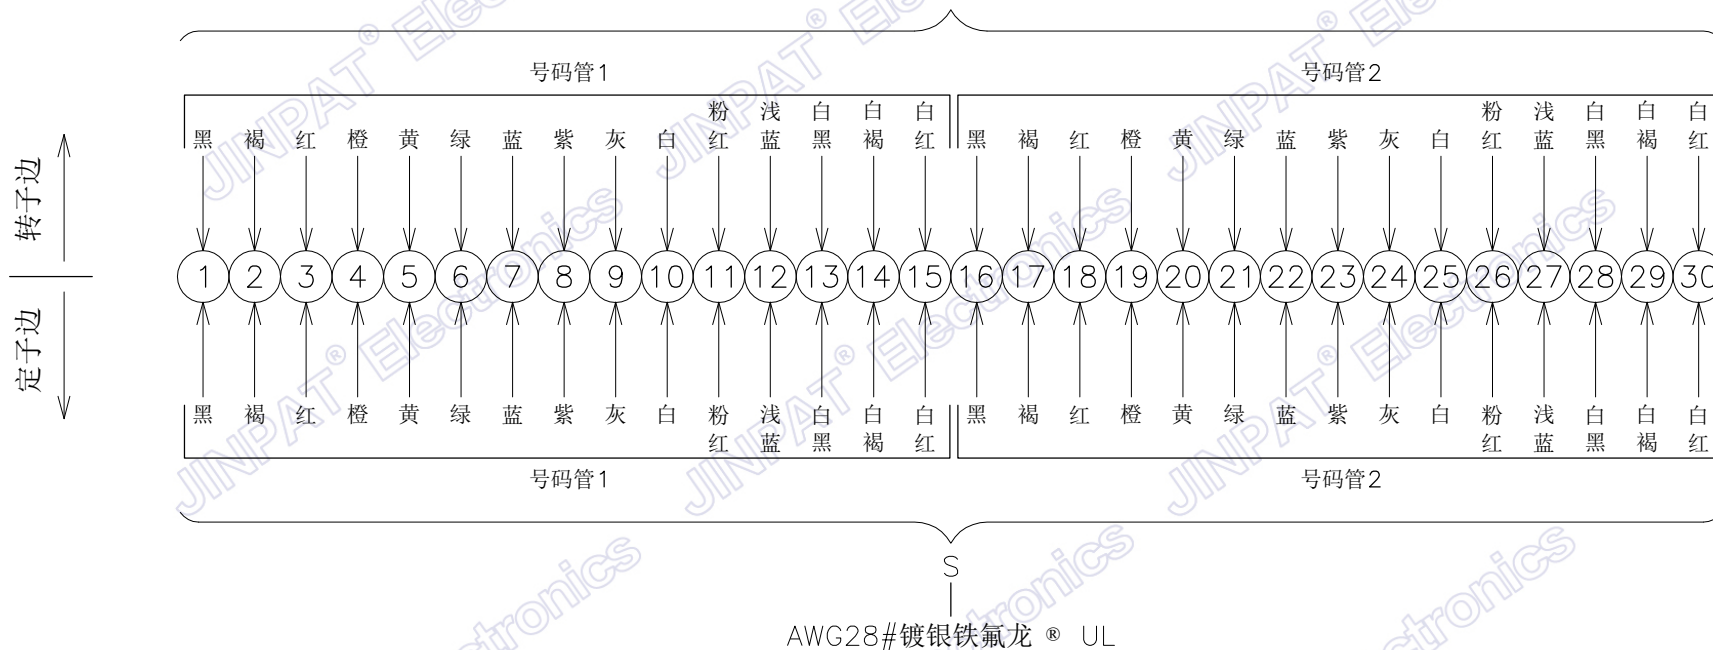 号码管1 号码管2
黑 褐 红 橙 黄 绿 蓝 紫 灰 白 粉红 浅蓝 白黑 白褐 白红 黑 褐 红 橙 黄 绿 蓝 紫 灰 白 粉红 浅蓝 白黑 白褐 白红
转子边
1 2 3 4 5 6 7 8 9 10 11 12 13 14 15 16 17 18 19 20 21 22 23 24 25 26 27 28 29 30
定子边
黑 褐 红 橙 黄 绿 蓝 紫 灰 白 粉红 浅蓝 白黑 白褐 白红 黑 褐 红 橙 黄 绿 蓝 紫 灰 白 粉红 浅蓝 白黑 白褐 白红
号码管1 号码管2
S
AWG28#镀银铁氟龙 ® UL
JINPAT® Electronics